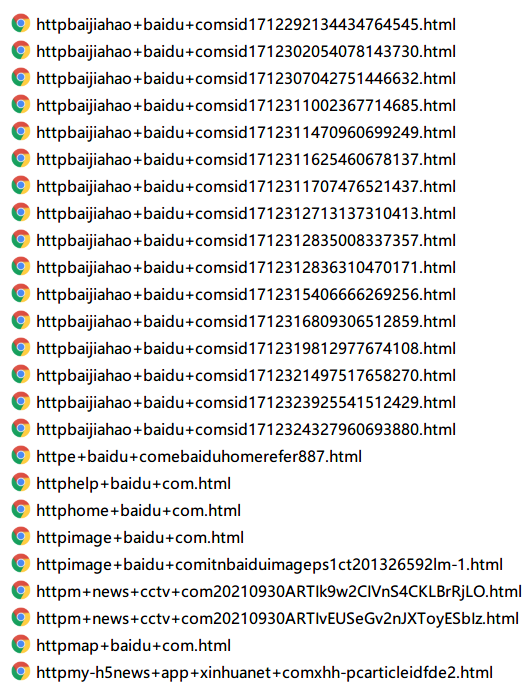 httpbaijiahao+baidu+comsid1712292134434764545.html
httpbaijiahao+baidu+comsid1712302054078143730.html
httpbaijiahao+baidu+comsid1712307042751446632.html
httpbaijiahao+baidu+comsid1712311002367714685.html
httpbaijiahao+baidu+comsid1712311470960699249.html
httpbaijiahao+baidu+comsid1712311625460678137.html
httpbaijiahao+baidu+comsid1712311707476521437.html
httpbaijiahao+baidu+comsid1712312713137310413.html
httpbaijiahao+baidu+comsid1712312835008337357.html
httpbaijiahao+baidu+comsid1712312836310470171.html
httpbaijiahao+baidu+comsid1712315406666269256.html
httpbaijiahao+baidu+comsid1712316809306512859.html
httpbaijiahao+baidu+comsid1712319812977674108.html
httpbaijiahao+baidu+comsid1712321497517658270.html
httpbaijiahao+baidu+comsid1712323925541512429.html
httpbaijiahao+baidu+comsid1712324327960693880.html
httpe+baidu+comebaiduhomerefer887.html
httphelp+baidu+com.html
httphome+baidu+com.html
httpimage+baidu+com.html
httpimage+baidu+comitnbaiduimageps1ct201326592lm-1.html
httpm+news+cctv+com20210930ARTIk9w2CIVnS4CKLBrRjLO.html
httpm+news+cctv+com20210930ARTIvEUSeGv2nJXToyESbIz.html
httpmap+baidu+com.html
httpmy-h5news+app+xinhuanet+comxhh-pcarticleidfde2.html